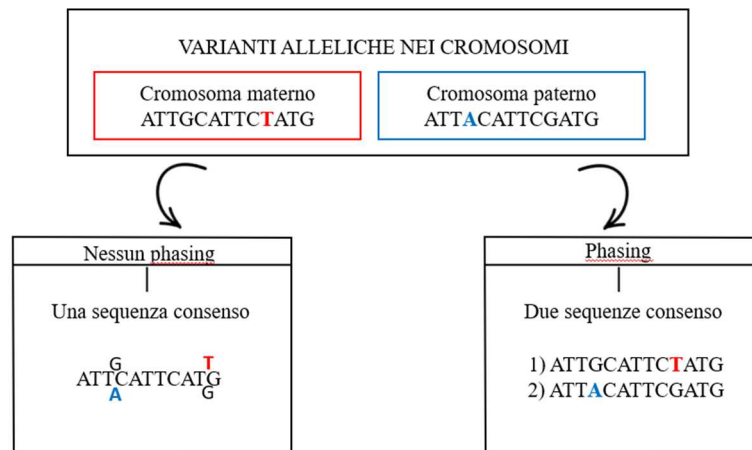 VARIANTI ALLELICHE NEI CROMOSOMI
Cromosoma materno
ATTGCATTCTATG
Cromosoma paterno
ATTACATTCGATG
Nessun phasing
Una sequenza consenso
G T
ATTCATTCATG
A G
Phasing
Due sequenze consenso
1) ATTGCATTCTATG
2) ATTACATTCGATG